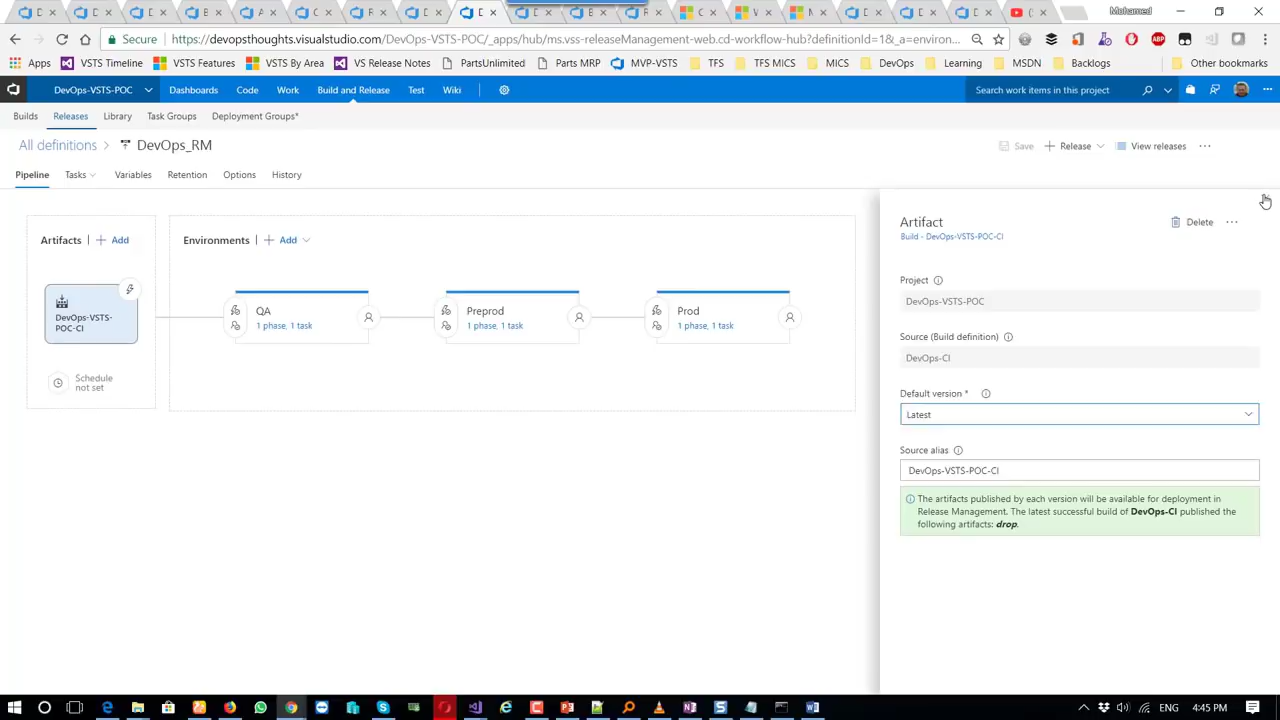 D
D
D
B
A
C
R
D
D
D
B
R
C
W
N
D
D
D
Mohamed
Secure
https://devopsthoughts.visualstudio.com/DevOps-VSTS-POC/_apps/hub/ms.vss-releaseManagement-web.cd-workflow-hub?definitionId=1&_a=environ...
Apps
VSTS Timeline
VSTS Features
VSTS By Area
VS Release Notes
PartsUnlimited
Parts MRP
MVP-VSTS
TFS
TFS MICS
MICS
DevOps
Learning
MSDN
Backlogs
Other bookmarks
DevOps-VSTS-POC
Dashboards
Code
Work
Build and Release
Test
Wiki
Search work items in this project
Builds
Releases
Library
Task Groups
Deployment Groups*
All definitions
DevOps_RM
Save
Release
View releases
Pipeline
Tasks
Variables
Retention
Options
History
Artifacts
Add
Environments
Add
DevOps-VSTS-
POC-CI
Schedule
not set
QA
1 phase, 1 task
Preprod
1 phase, 1 task
Prod
1 phase, 1 task
Artifact
Delete
Build - DevOps-VSTS-POC-CI
Project
DevOps-VSTS-POC
Source (Build definition)
DevOps-CI
Default version *
Latest
Source alias
DevOps-VSTS-POC-CI
The artifacts published by each version will be available for deployment in
Release Management. The latest successful build of DevOps-CI published the
following artifacts: drop.
ENG
4:45 PM